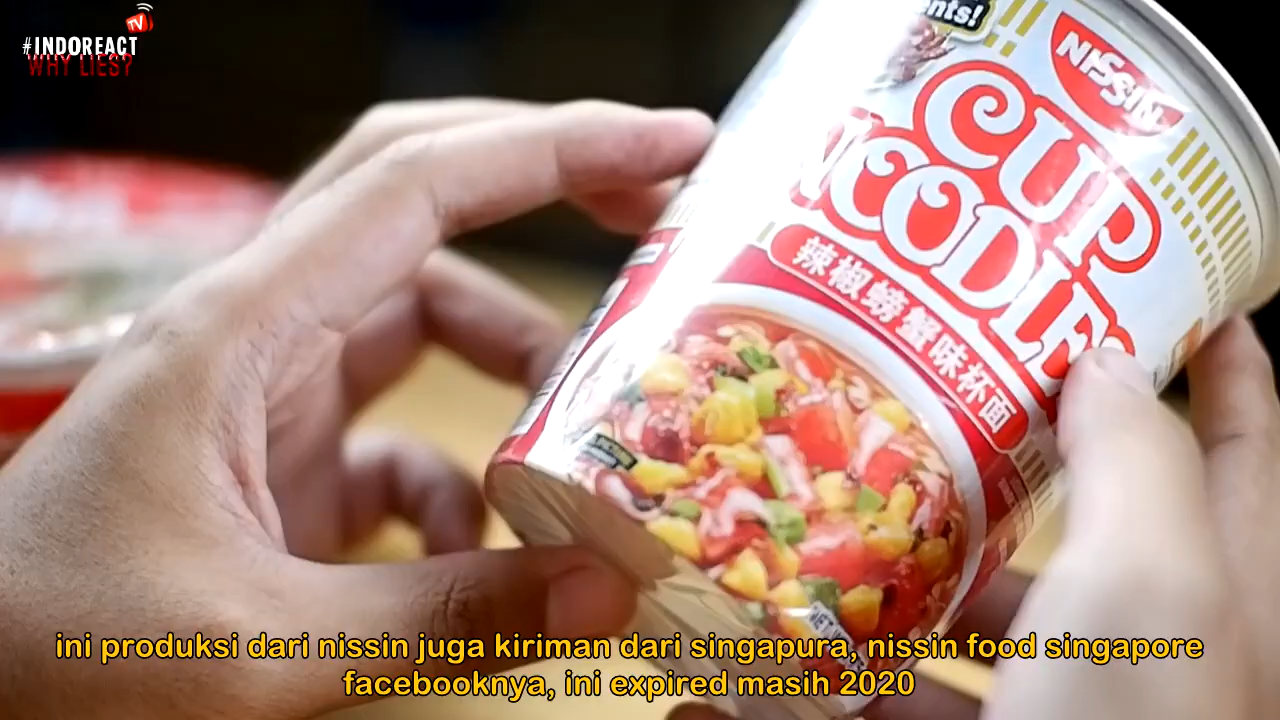 #INDOREACT
TV
WHY LIES?
NISSIN
CUP
NOODLES
辣椒螃蟹味杯面
ini produksi dari nissin juga kiriman dari singapura, nissin food singapore
facebooknya, ini expired masih 2020